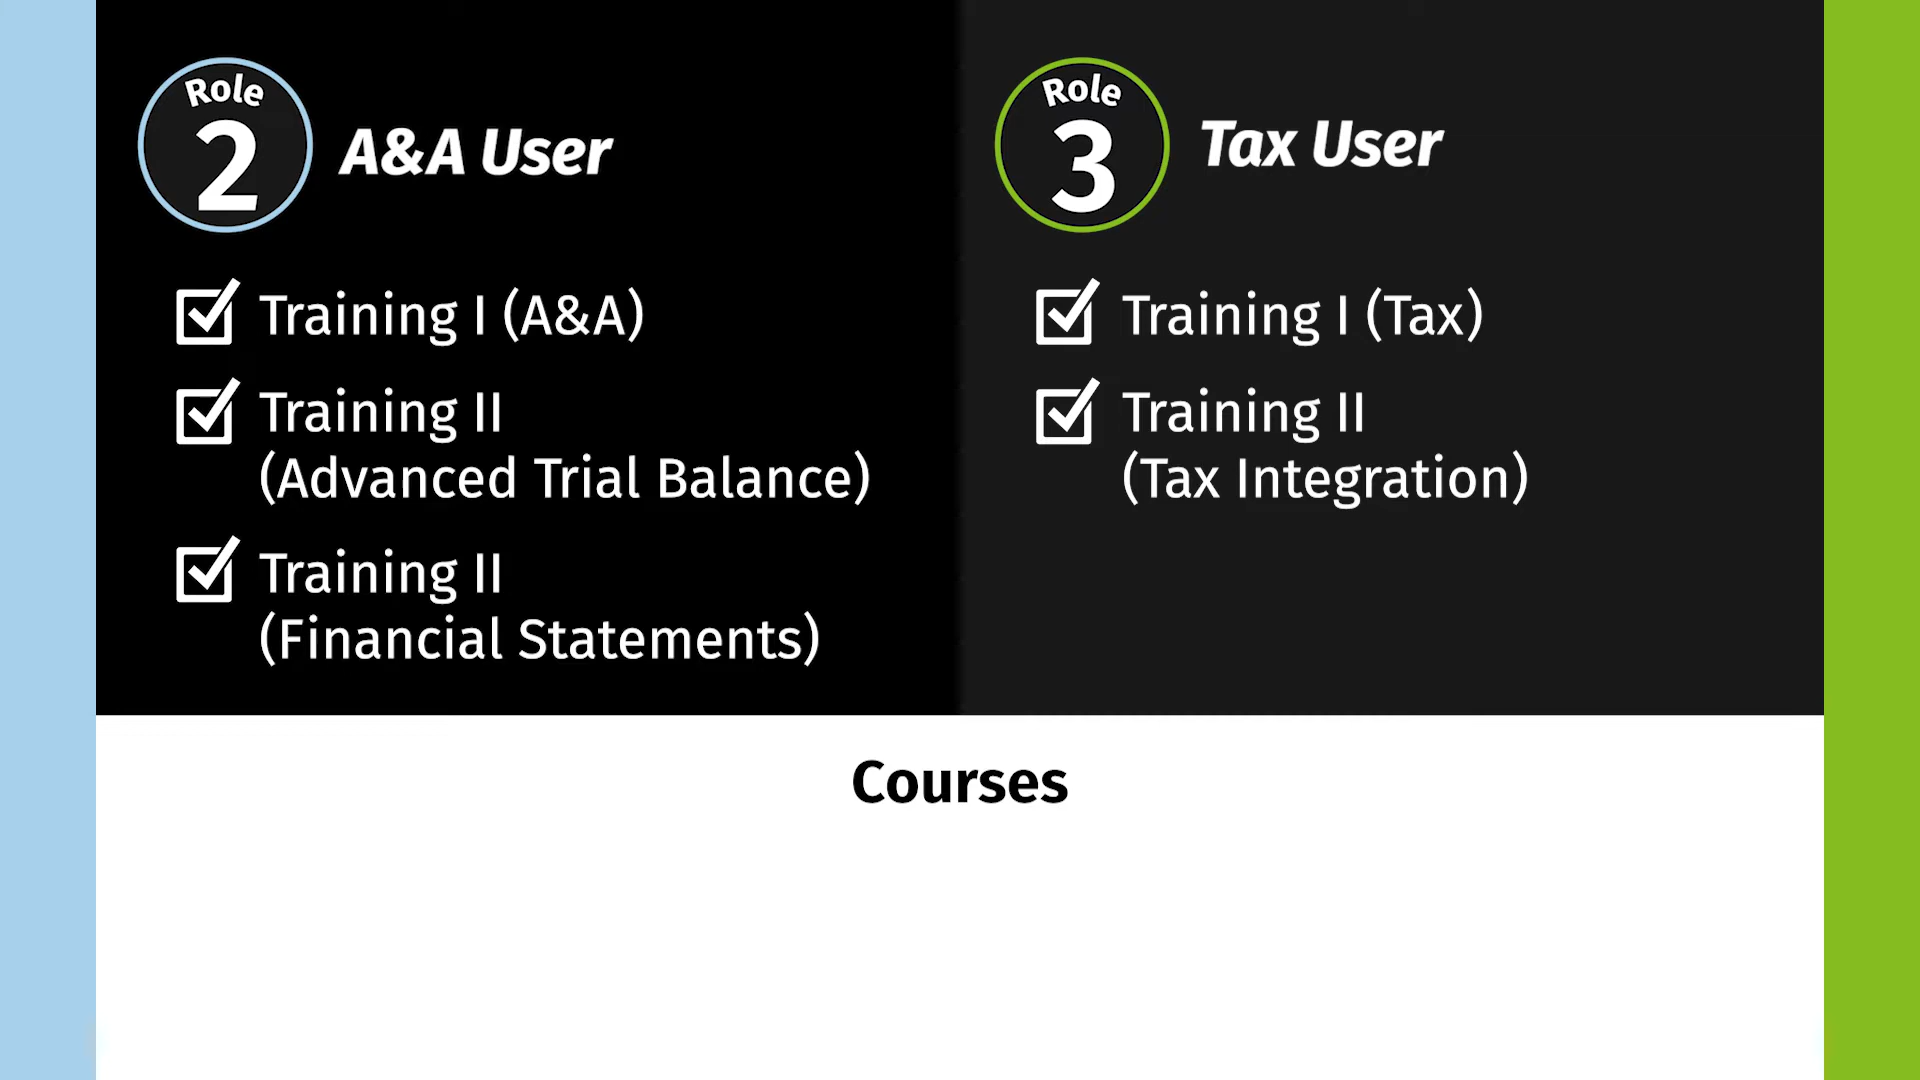 Role
2
A&A User
Training I (A&A)
Training II
(Advanced Trial Balance)
Training II
(Financial Statements)
Role
3
Tax User
Training I (Tax)
Training II
(Tax Integration)
Courses